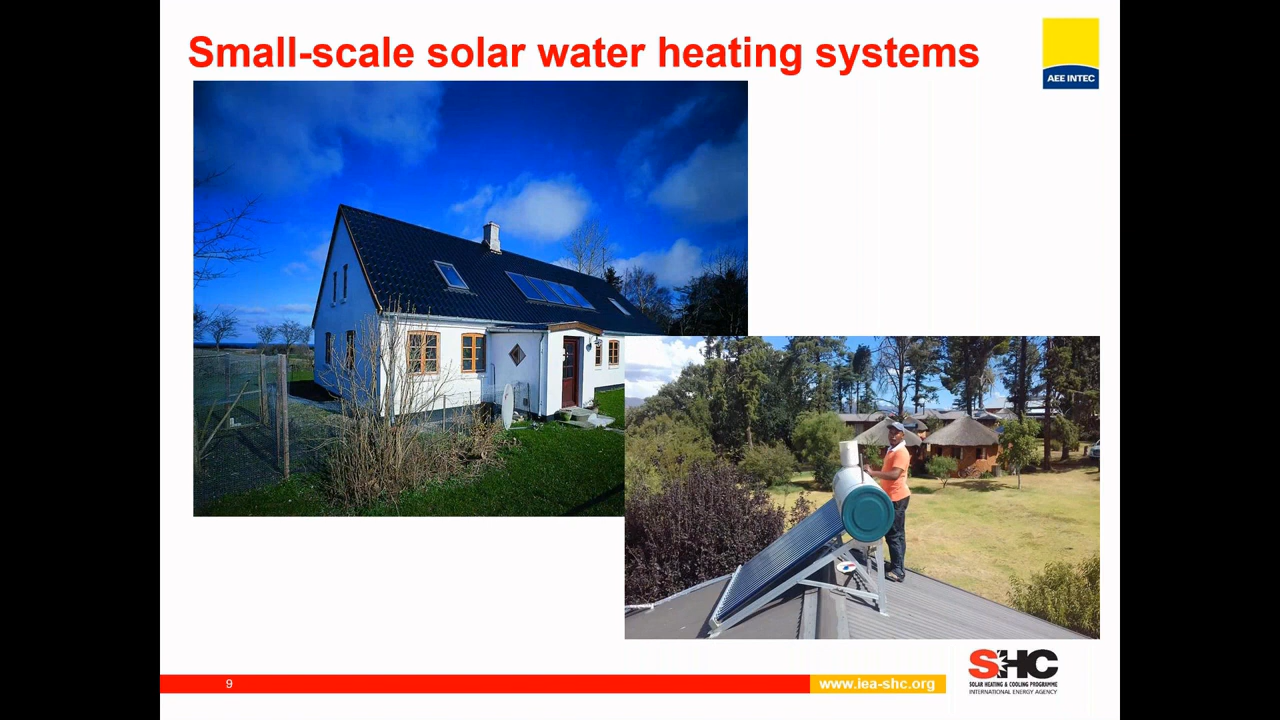 Small-scale solar water heating systems
AEE INTEC
9
www.iea-shc.org
SHC
SOLAR HEATING & COOLING PROGRAMME
INTERNATIONAL ENERGY AGENCY